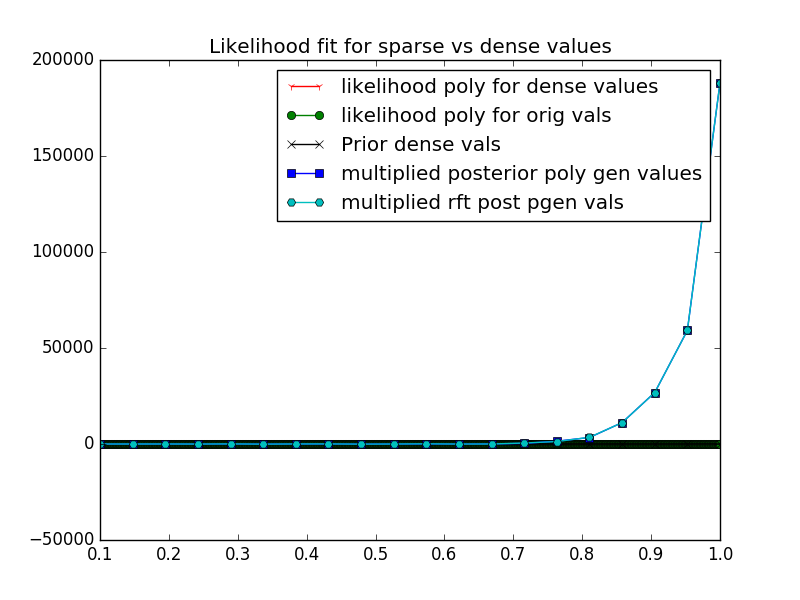 Likelihood fit for sparse vs dense values
200000
150000
100000
50000
0
−50000
likelihood poly for dense values
likelihood poly for orig vals
Prior dense vals
multiplied posterior poly gen values
multiplied rft post pgen vals
0.1 0.2 0.3 0.4 0.5 0.6 0.7 0.8 0.9 1.0